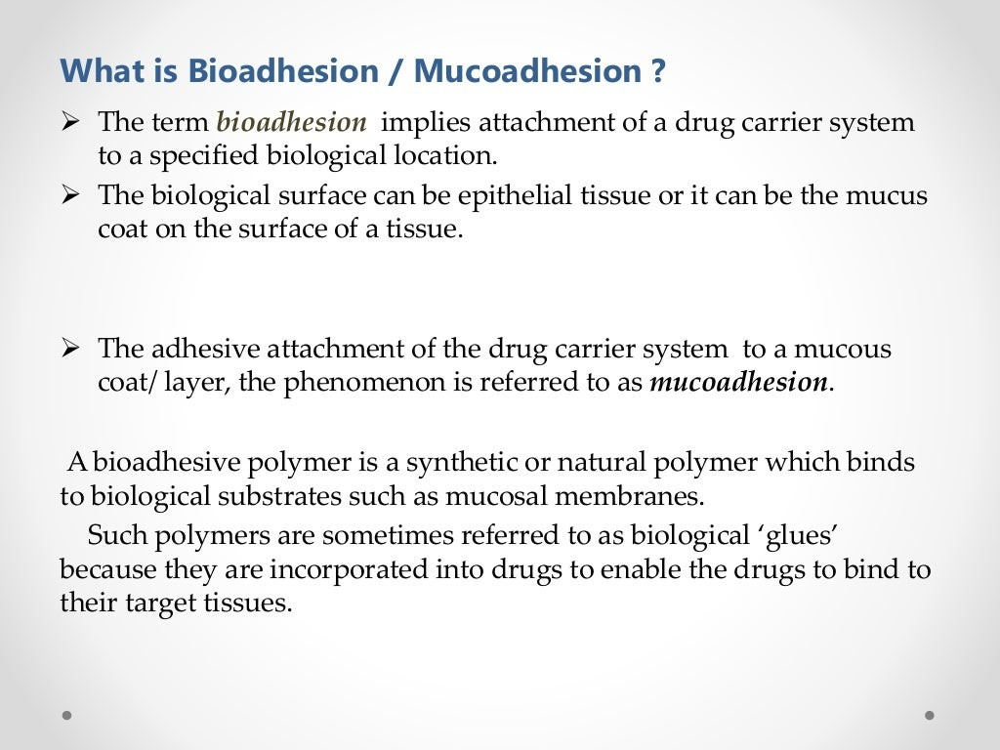 What is Bioadhesion / Mucoadhesion ?
➢ The term bioadhesion implies attachment of a drug carrier system
to a specified biological location.
➢ The biological surface can be epithelial tissue or it can be the mucus
coat on the surface of a tissue.
➢ The adhesive attachment of the drug carrier system to a mucous
coat/ layer, the phenomenon is referred to as mucoadhesion.
A bioadhesive polymer is a synthetic or natural polymer which binds
to biological substrates such as mucosal membranes.
Such polymers are sometimes referred to as biological ‘glues’
because they are incorporated into drugs to enable the drugs to bind to
their target tissues.